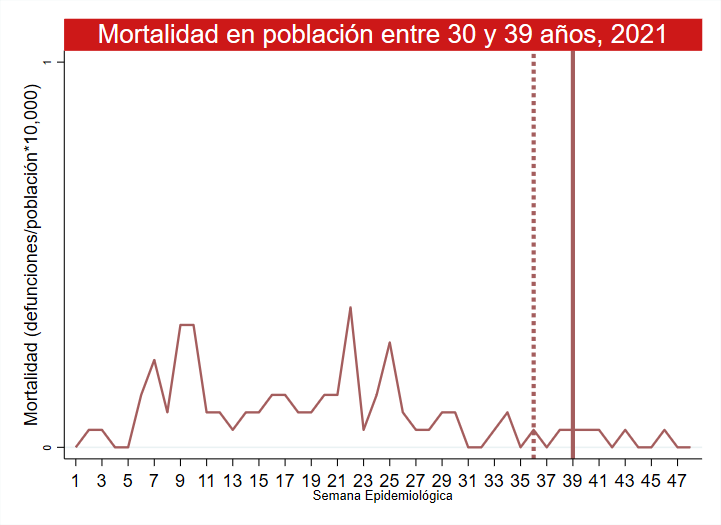 Mortalidad en población entre 30 y 39 años, 2021
Mortalidad (defunciones/población*10,000)
1
0
1 3 5 7 9 11 13 15 17 19 21 23 25 27 29 31 33 35 37 39 41 43 45 47
Semana Epidemiológica